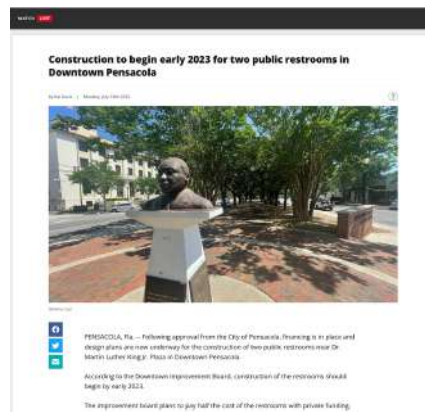 WATCH LIVE
Construction to begin early 2023 for two public restrooms in
Downtown Pensacola
PENSACOLA, Fla. -- Following approval from the City of Pensacola, financing is in place and
design plans are now underway for the construction of two public restrooms near Dr.
Martin Luther King Jr. Plaza in Downtown Pensacola.
According to the Downtown Improvement Board, construction of the restrooms should
begin by early 2023.
The improvement board plans to pay half the cost of the restrooms with private funding,